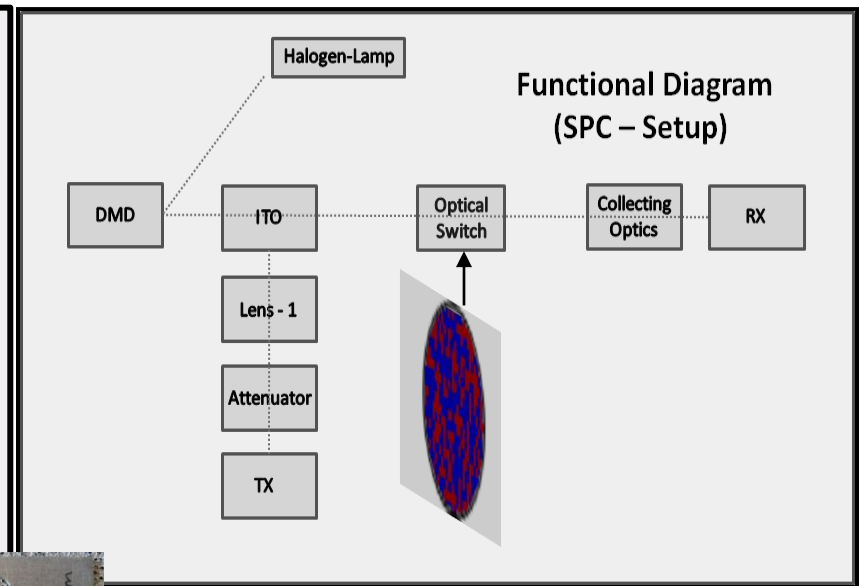 Halogen-Lamp
Functional Diagram
(SPC – Setup)
DMD
ITO
Optical
Switch
Collecting
Optics
RX
Lens - 1
Attenuator
TX